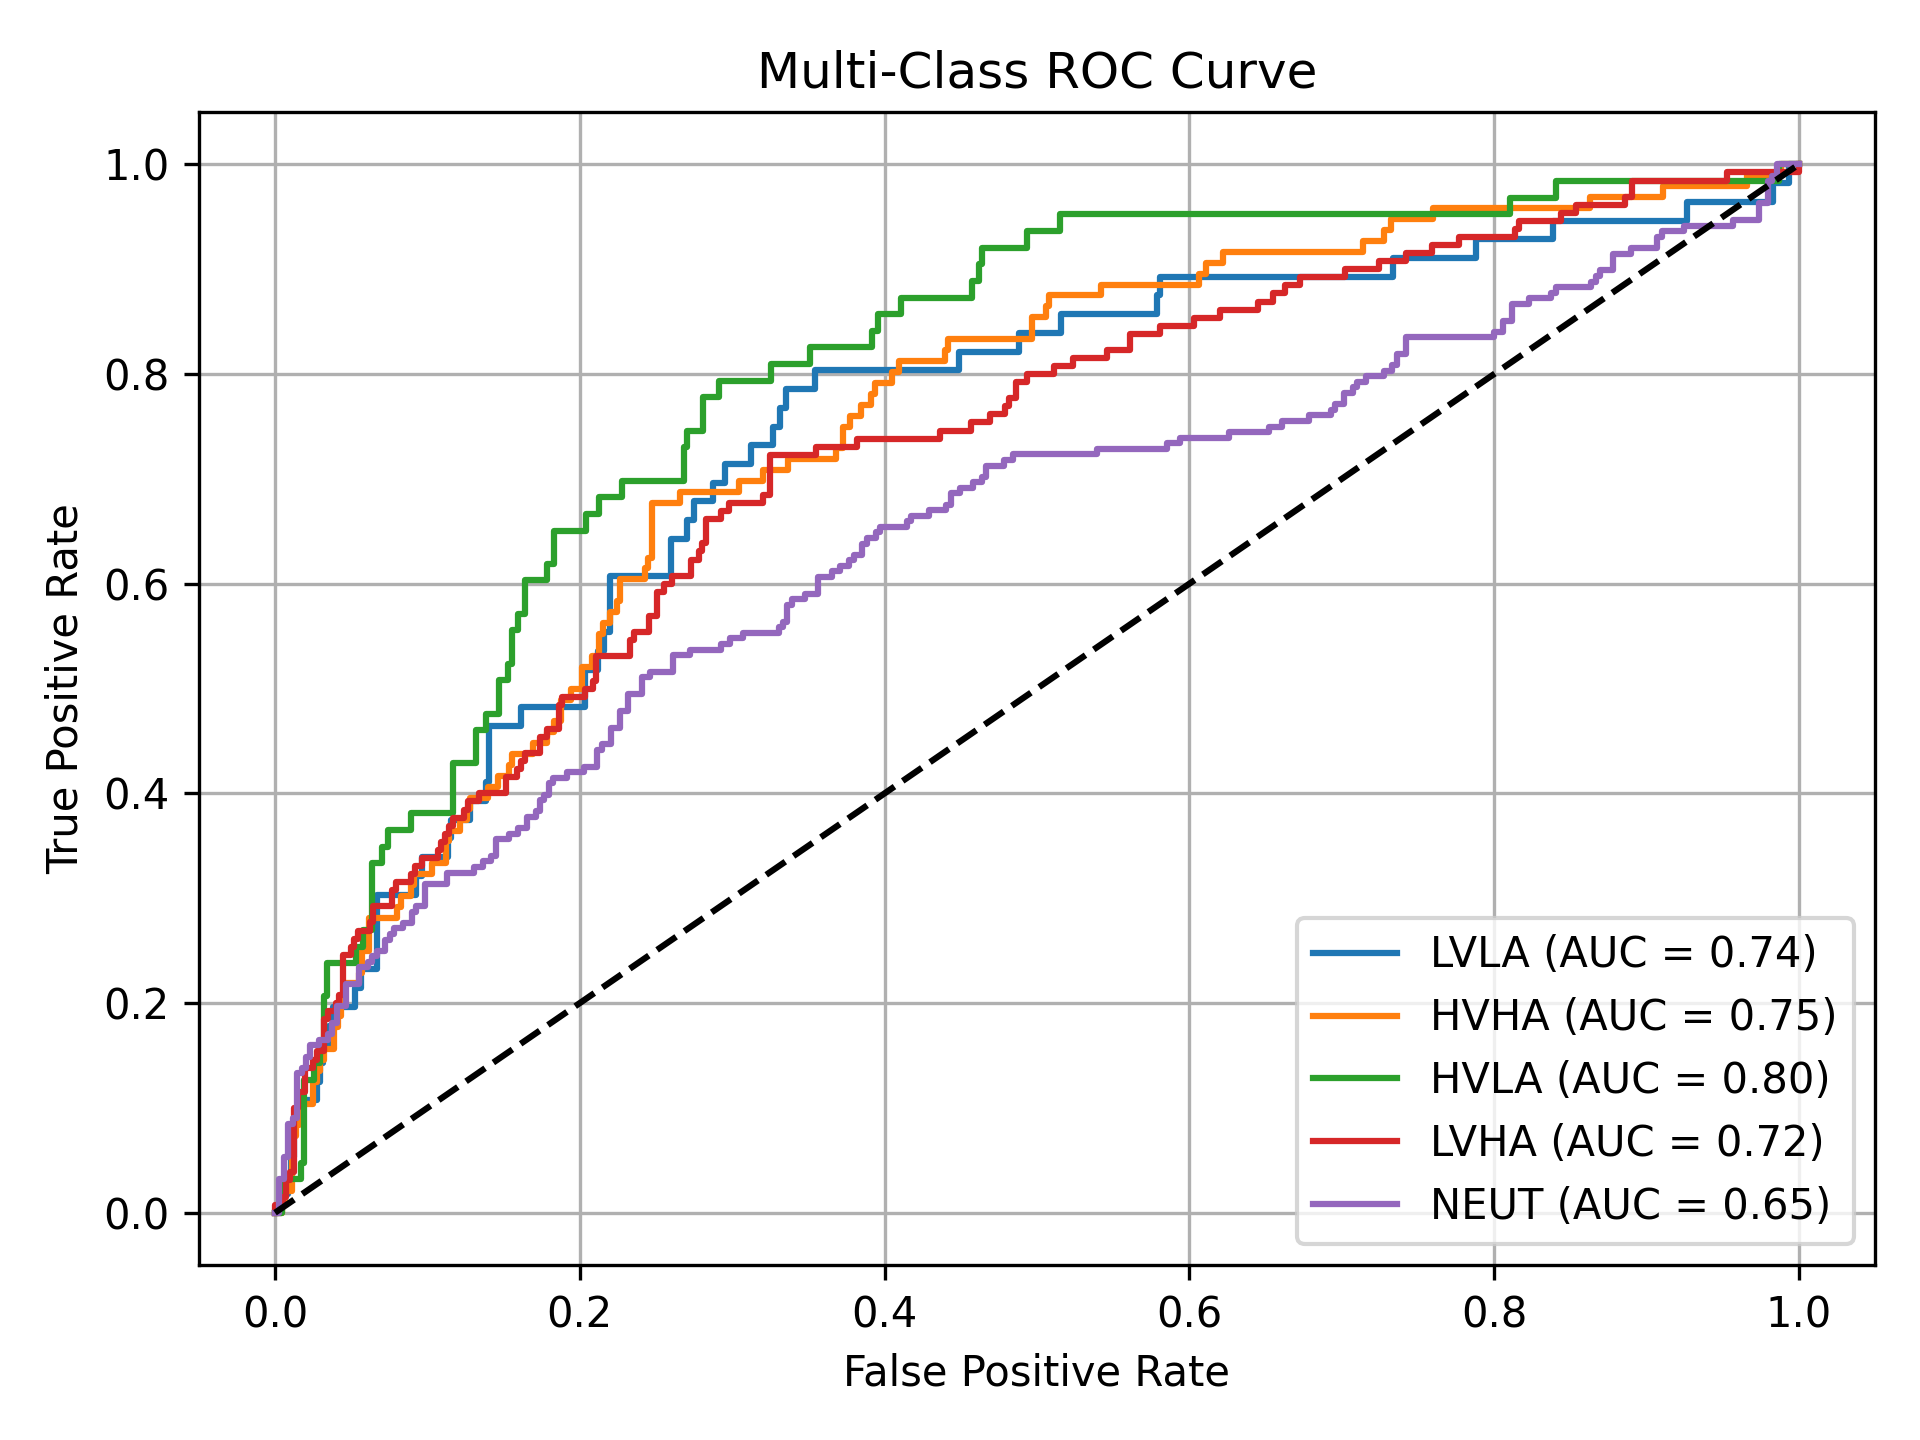 Multi-Class ROC Curve
1.0
0.8
0.6
0.4
0.2
0.0
True Positive Rate
LVLA (AUC = 0.74)
HVHA (AUC = 0.75)
HVLA (AUC = 0.80)
LVHA (AUC = 0.72)
NEUT (AUC = 0.65)
0.0 0.2 0.4 0.6 0.8 1.0
False Positive Rate